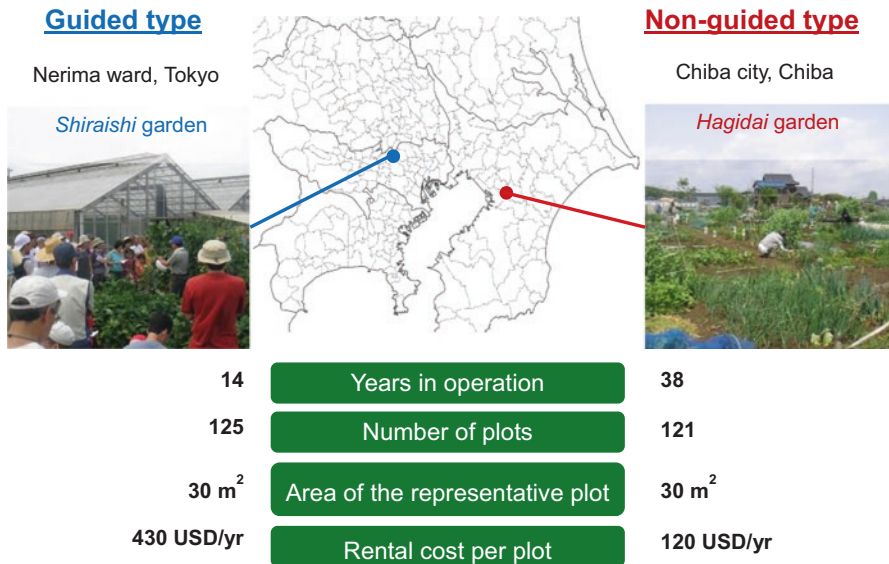 Guided type
Non-guided type
Nerima ward, Tokyo
Chiba city, Chiba
Shiraishi garden
Hagidai garden
14 Years in operation 38
125 Number of plots 121
30 m² Area of the representative plot 30 m²
430 USD/yr Rental cost per plot 120 USD/yr